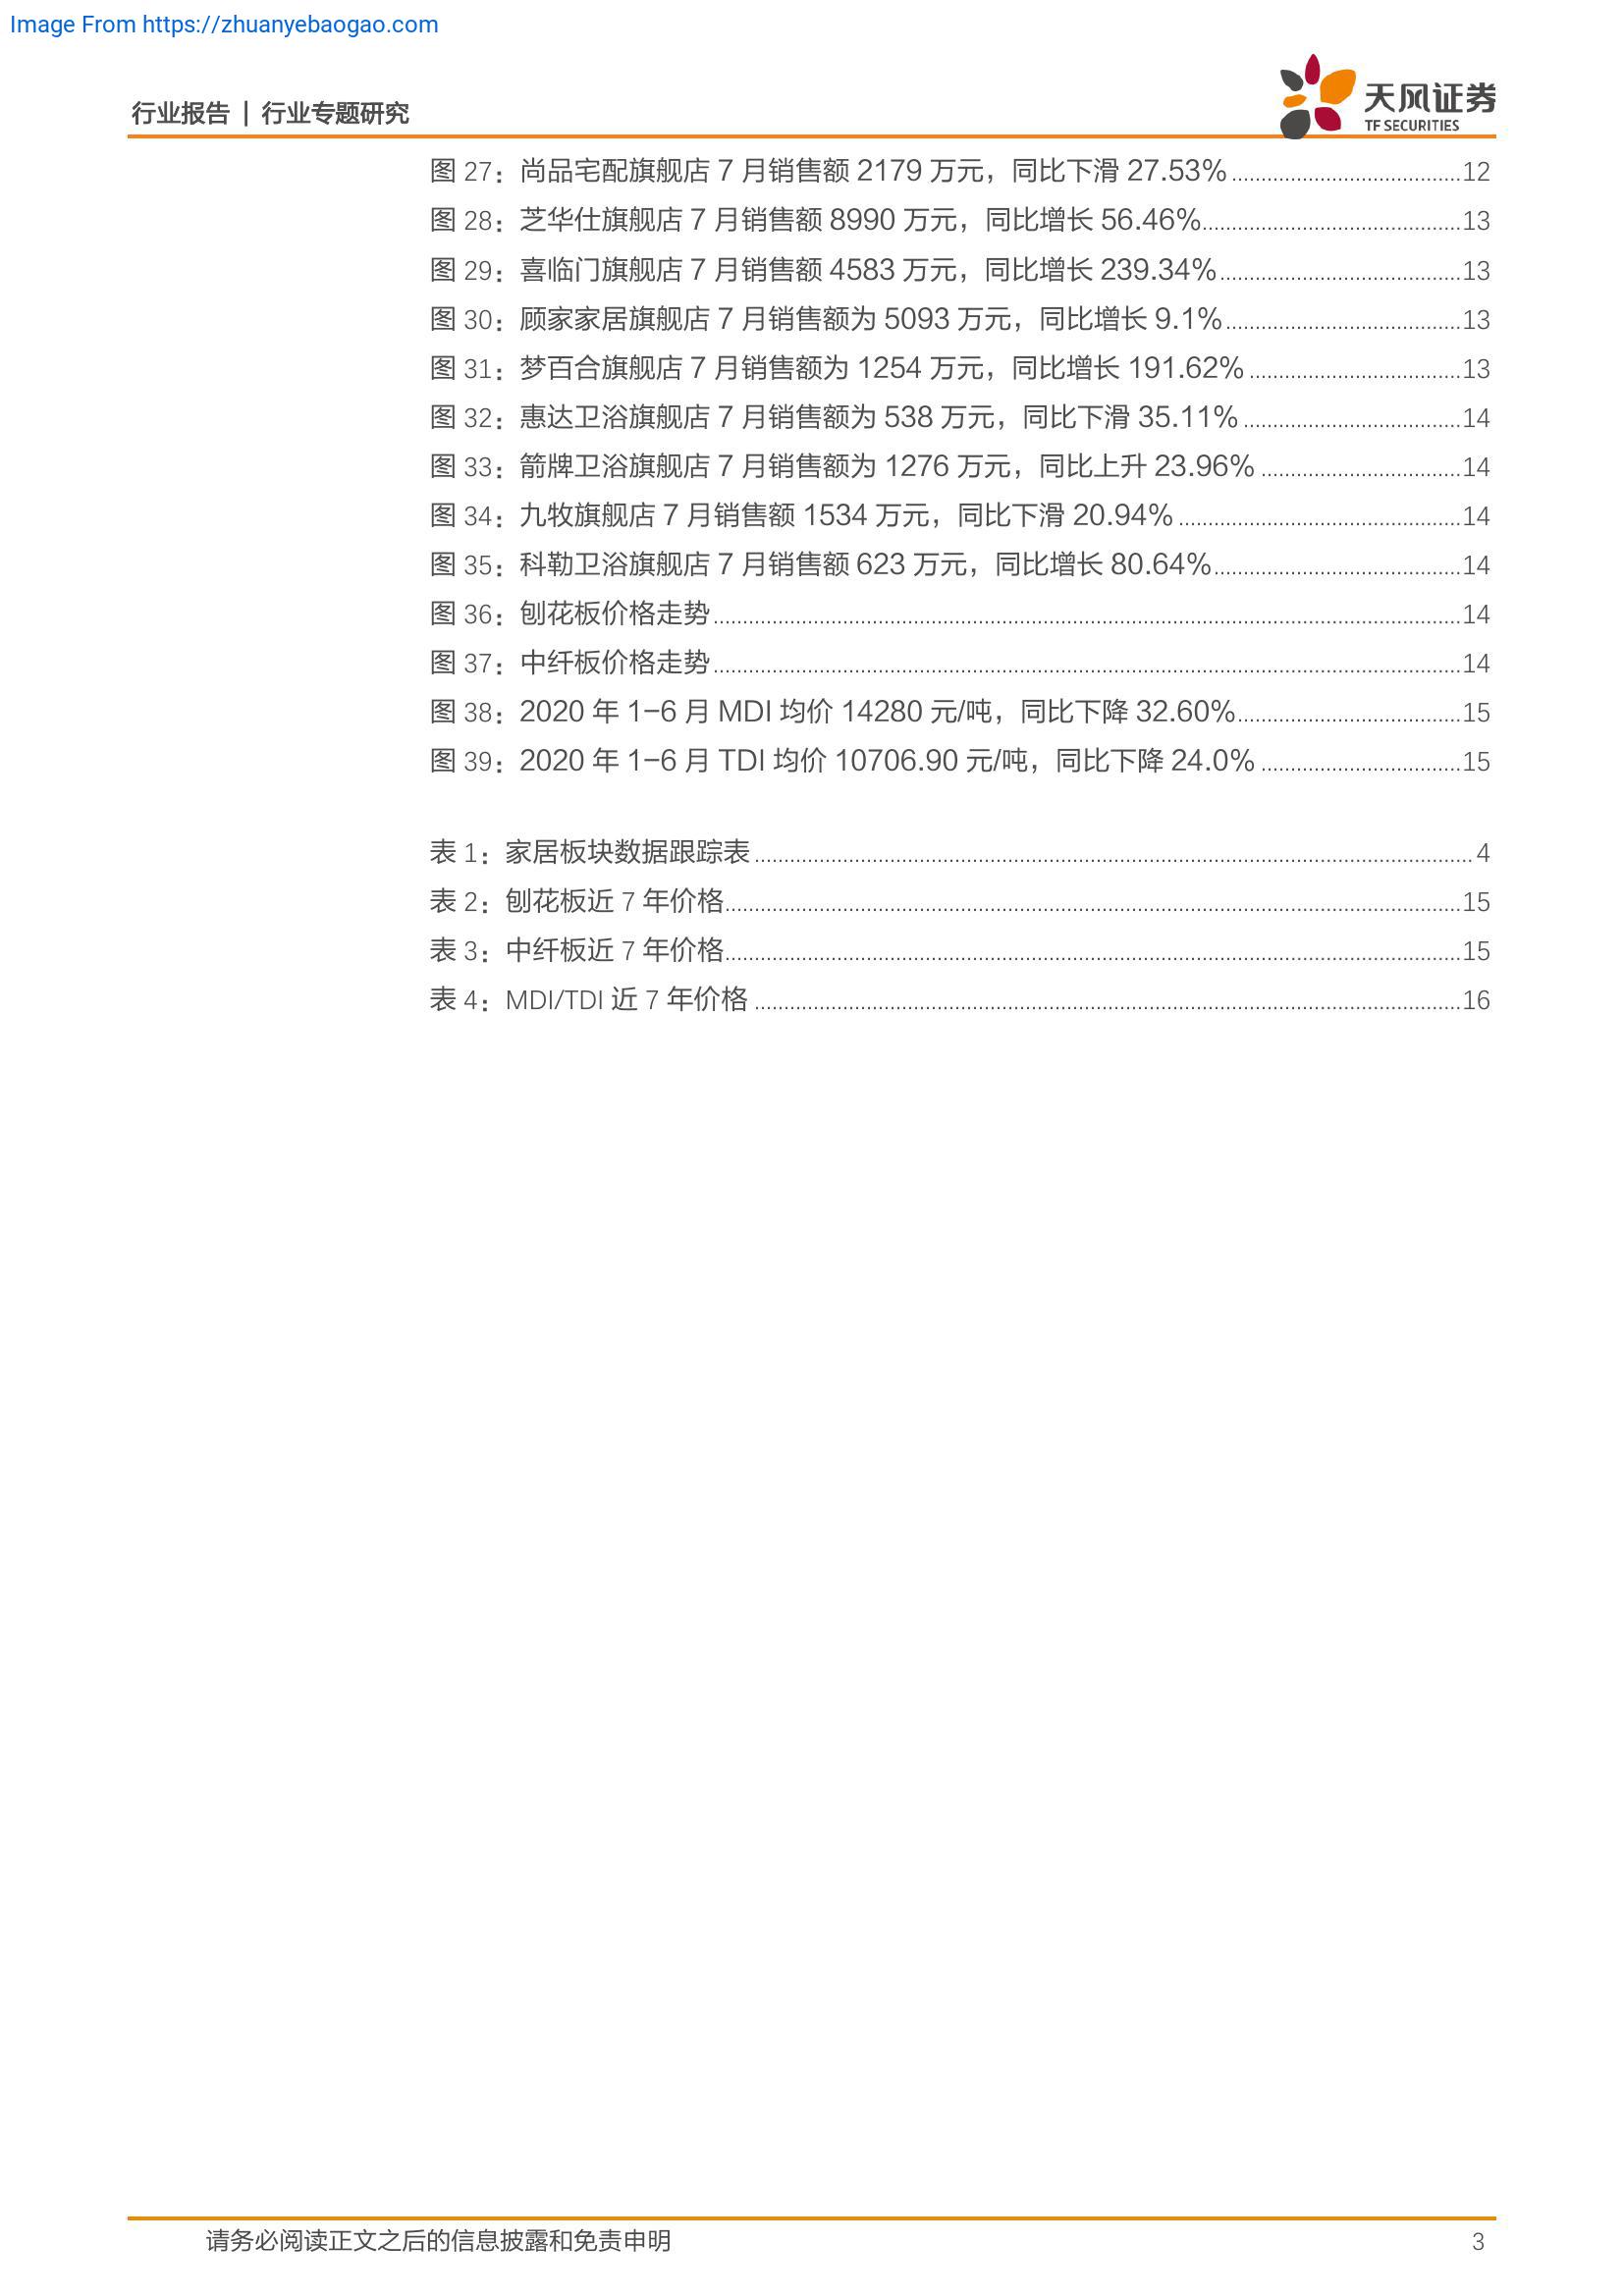 Image From https://zhuanyebaogao.com
行业报告 | 行业专题研究
天风证券
TF SECURITIES
图 27：尚品宅配旗舰店 7 月销售额 2179 万元，同比下滑 27.53%.......................................12
图 28：芝华仕旗舰店 7 月销售额 8990 万元，同比增长 56.46%............................................13
图 29：喜临门旗舰店 7 月销售额 4583 万元，同比增长 239.34%.........................................13
图 30：顾家家居旗舰店 7 月销售额为 5093 万元，同比增长 9.1%........................................13
图 31：梦百合旗舰店 7 月销售额为 1254 万元，同比增长 191.62%....................................13
图 32：惠达卫浴旗舰店 7 月销售额为 538 万元，同比下滑 35.11%.....................................14
图 33：箭牌卫浴旗舰店 7 月销售额为 1276 万元，同比上升 23.96%..................................14
图 34：九牧旗舰店 7 月销售额 1534 万元，同比下滑 20.94%................................................14
图 35：科勒卫浴旗舰店 7 月销售额 623 万元，同比增长 80.64%..........................................14
图 36：刨花板价格走势...............................................................................................................................14
图 37：中纤板价格走势...............................................................................................................................14
图 38：2020 年 1-6 月 MDI 均价 14280 元/吨，同比下降 32.60%......................................15
图 39：2020 年 1-6 月 TDI 均价 10706.90 元/吨，同比下降 24.0%..................................15
表 1：家居板块数据跟踪表.......................................................................................................................... 4
表 2：刨花板近 7 年价格.............................................................................................................................15
表 3：中纤板近 7 年价格.............................................................................................................................15
表 4：MDI/TDI 近 7 年价格........................................................................................................................16
请务必阅读正文之后的信息披露和免责申明
3